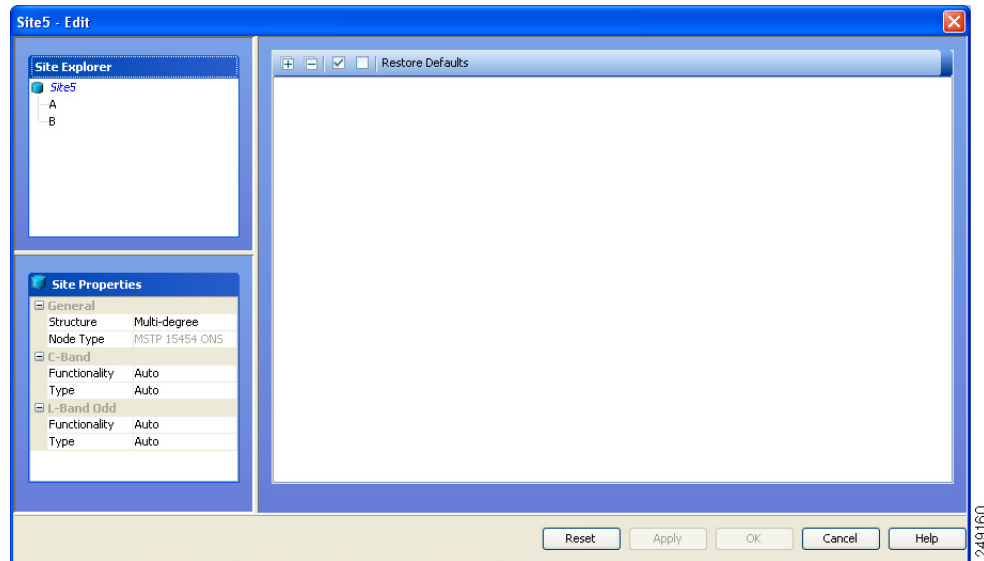 Site5 - Edit
Site Explorer
Site5
A
B
Restore Defaults
Site Properties
General
Structure Multi-degree
Node Type MSTP 15454 ONS
C-Band
Functionality Auto
Type Auto
L-Band Odd
Functionality Auto
Type Auto
Reset Apply OK Cancel Help
249160